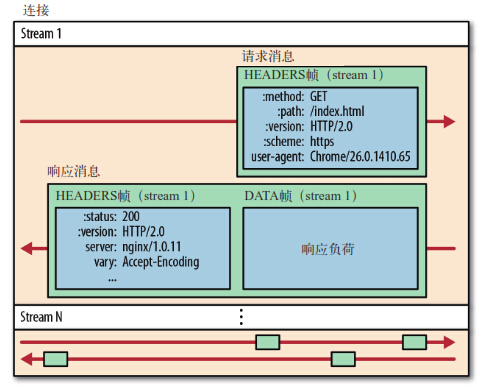 连接
Stream 1
请求消息
HEADERS帧（stream 1）
:method: GET
:path: /index.html
:version: HTTP/2.0
:scheme: https
user-agent: Chrome/26.0.1410.65
响应消息
HEADERS帧（stream 1）
:status: 200
:version: HTTP/2.0
server: nginx/1.0.11
vary: Accept-Encoding
...
DATA帧（stream 1）
响应负荷
Stream N